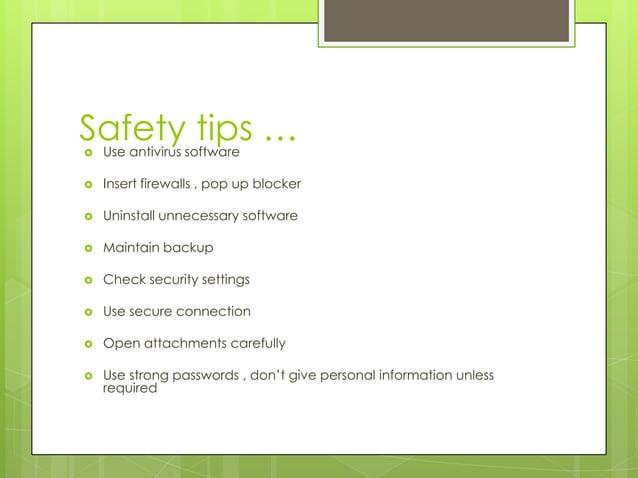 Safety tips …
Use antivirus software
Insert firewalls , pop up blocker
Uninstall unnecessary software
Maintain backup
Check security settings
Use secure connection
Open attachments carefully
Use strong passwords , don’t give personal information unless
required